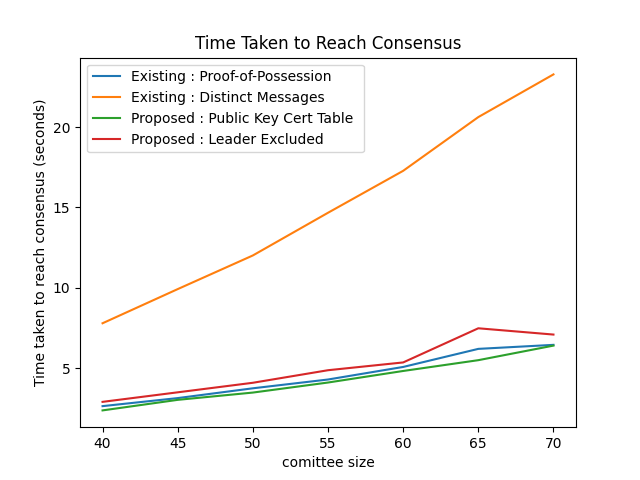 Time Taken to Reach Consensus
Existing : Proof-of-Possession
Existing : Distinct Messages
Proposed : Public Key Cert Table
Proposed : Leader Excluded
Time taken to reach consensus (seconds)
20
15
10
5
40 45 50 55 60 65 70
comittee size